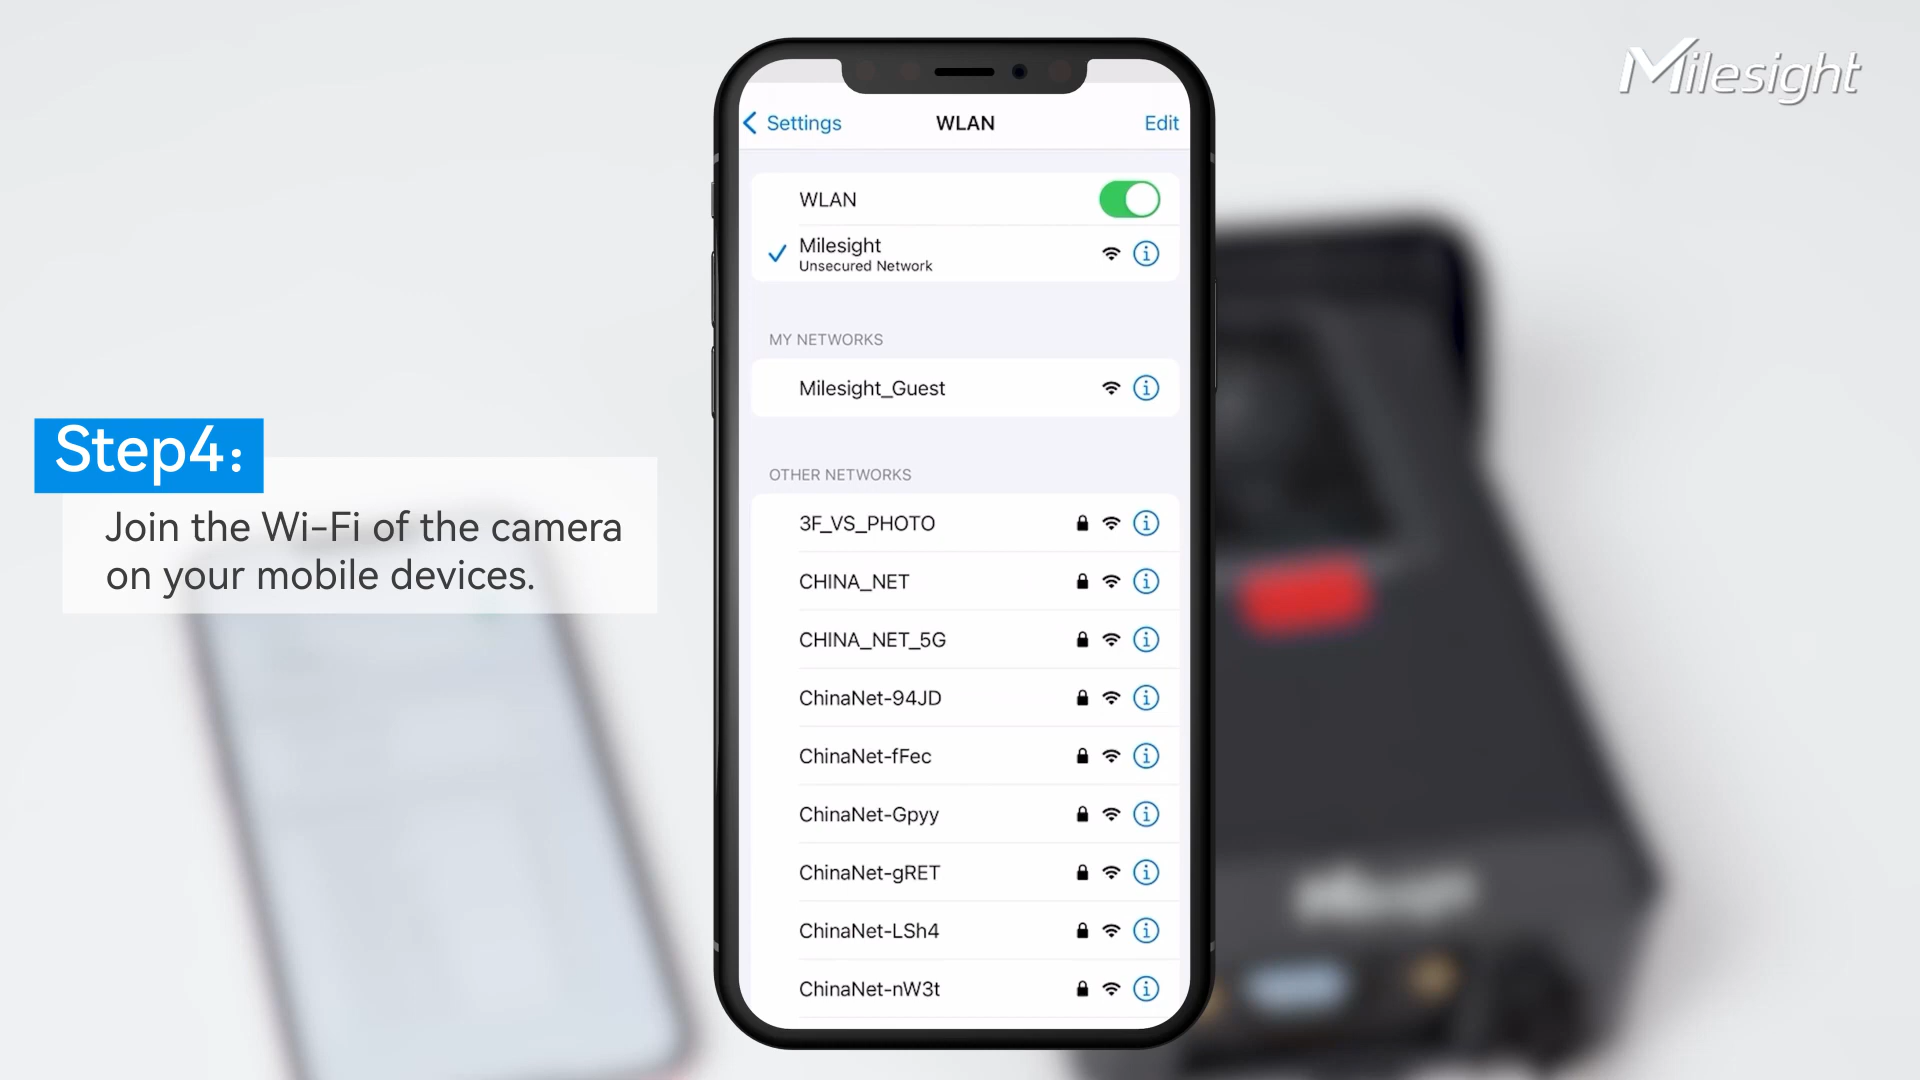 Milesight
Settings
WLAN
Edit
WLAN
Milesight
Unsecured Network
MY NETWORKS
Milesight_Guest
OTHER NETWORKS
3F_VS_PHOTO
CHINA_NET
CHINA_NET_5G
ChinaNet-94JD
ChinaNet-fFec
ChinaNet-Gpyy
ChinaNet-gRET
ChinaNet-LSh4
ChinaNet-nW3t
Step4:
Join the Wi-Fi of the camera
on your mobile devices.